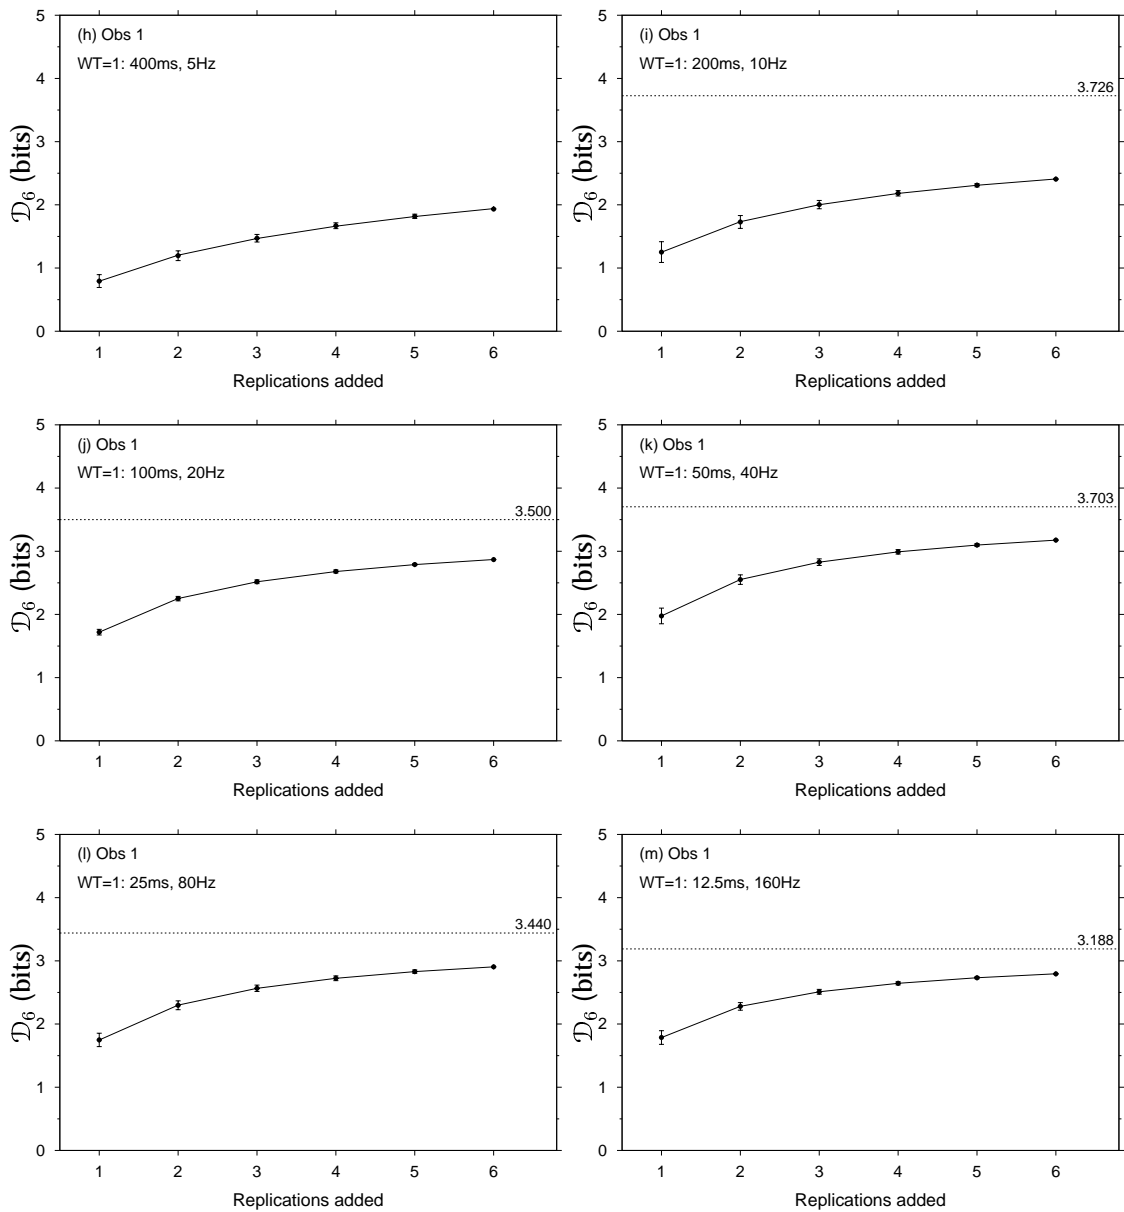 (h) Obs 1
WT=1: 400ms, 5Hz
5
4
3
2
1
0
𝒟₆ (bits)
1 2 3 4 5 6
Replications added
(i) Obs 1
WT=1: 200ms, 10Hz
3.726
5
4
3
2
1
0
𝒟₆ (bits)
1 2 3 4 5 6
Replications added
(j) Obs 1
WT=1: 100ms, 20Hz
3.500
5
4
3
2
1
0
𝒟₆ (bits)
1 2 3 4 5 6
Replications added
(k) Obs 1
WT=1: 50ms, 40Hz
3.703
5
4
3
2
1
0
𝒟₆ (bits)
1 2 3 4 5 6
Replications added
(l) Obs 1
WT=1: 25ms, 80Hz
3.440
5
4
3
2
1
0
𝒟₆ (bits)
1 2 3 4 5 6
Replications added
(m) Obs 1
WT=1: 12.5ms, 160Hz
3.188
5
4
3
2
1
0
𝒟₆ (bits)
1 2 3 4 5 6
Replications added